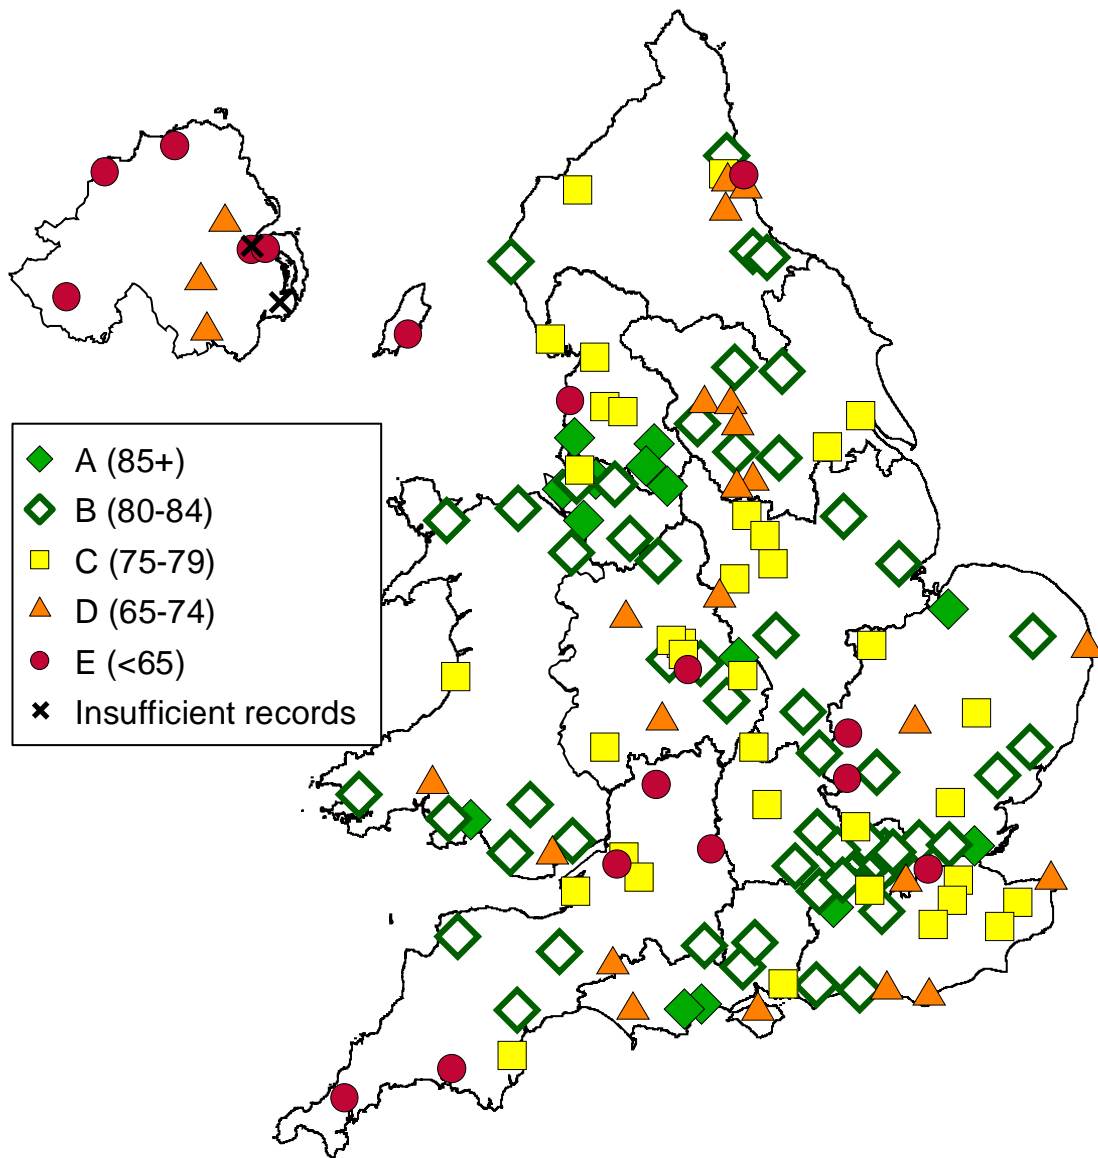 A (85+)
B (80-84)
C (75-79)
D (65-74)
E (<65)
Insufficient records